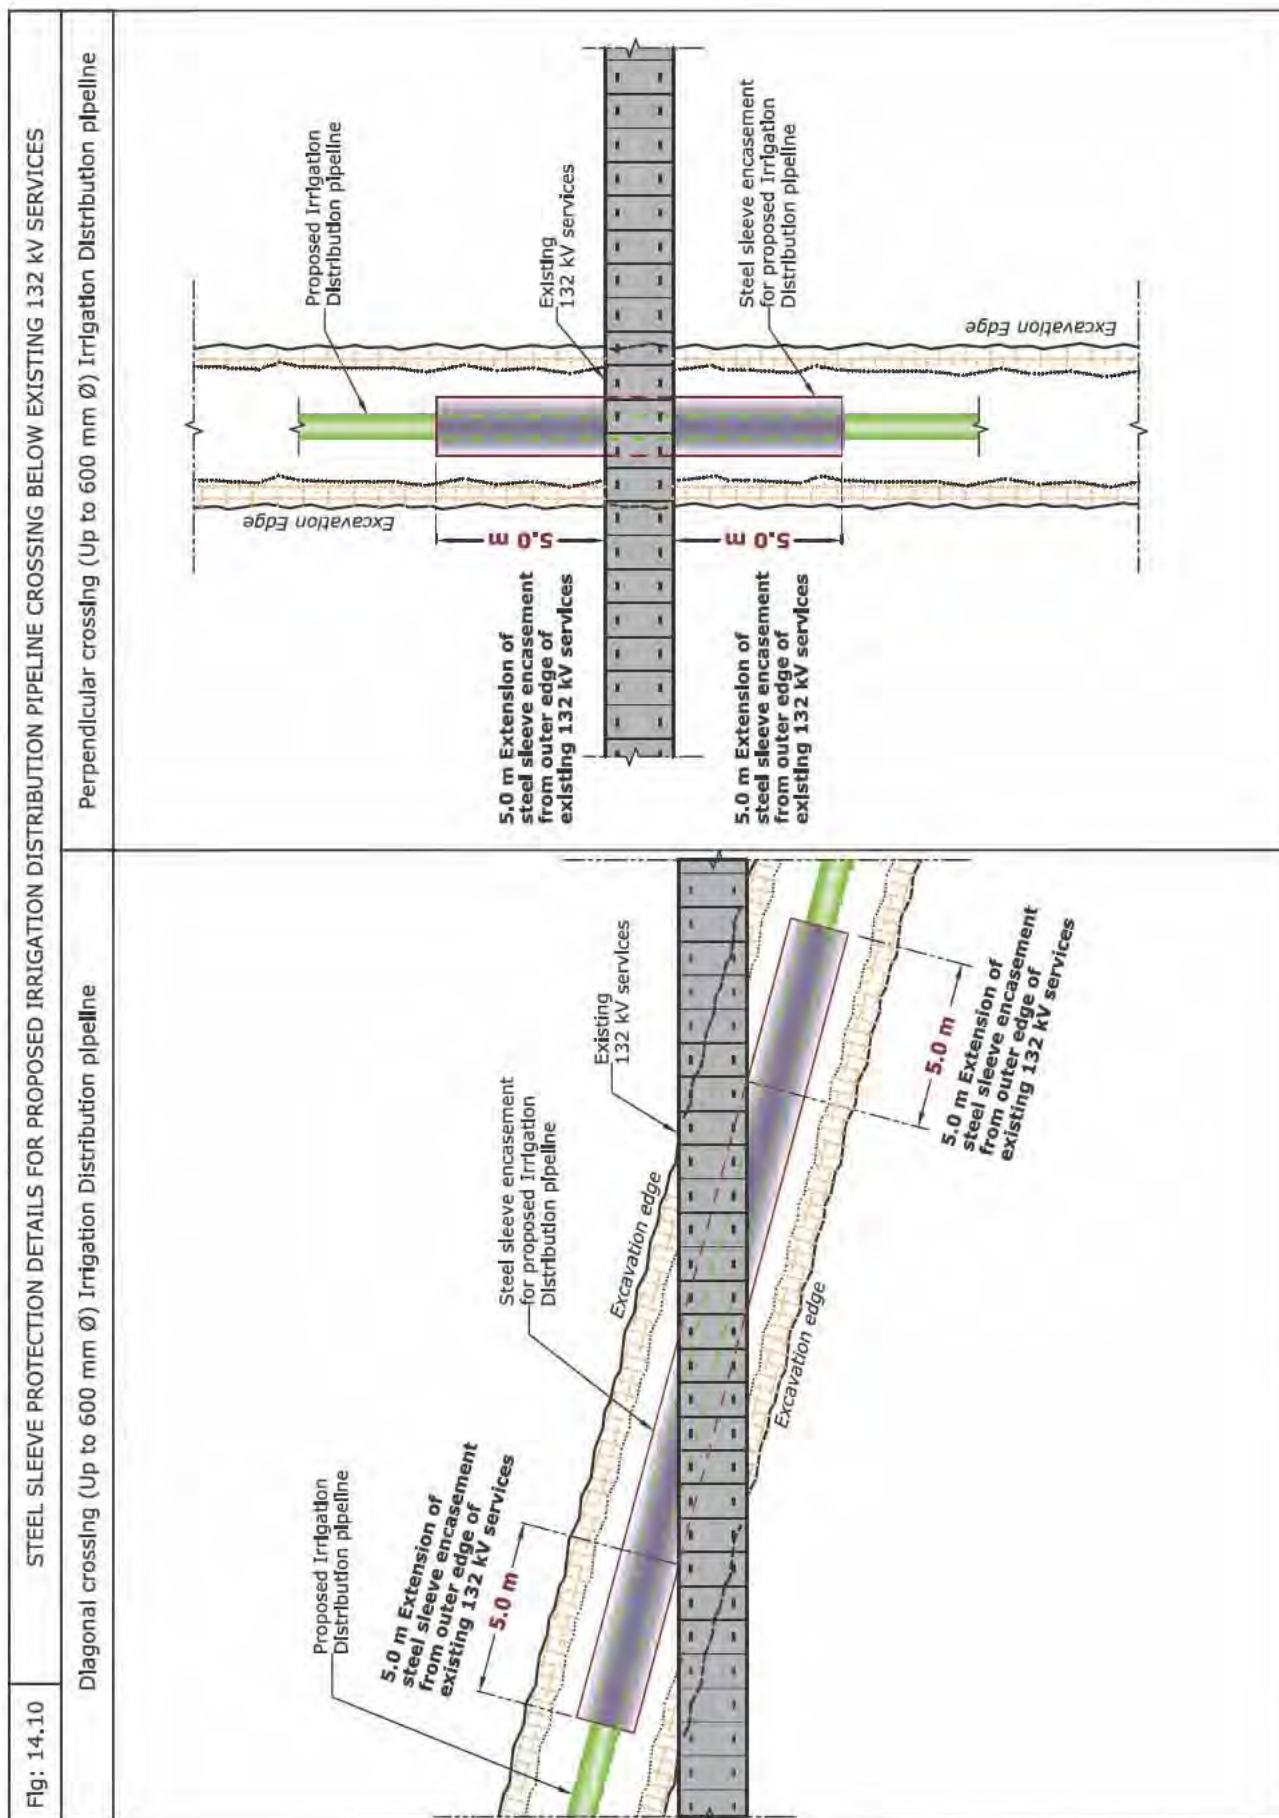 Fig: 14.10
STEEL SLEEVE PROTECTION DETAILS FOR PROPOSED IRRIGATION DISTRIBUTION PIPELINE CROSSING BELOW EXISTING 132 kV SERVICES
Diagonal crossing (Up to 600 mm Ø) Irrigation Distribution pipeline
Perpendicular crossing (Up to 600 mm Ø) Irrigation Distribution pipeline
Proposed Irrigation
Distribution pipeline
5.0 m Extension of
steel sleeve encasement
from outer edge of
existing 132 kV services
5.0 m
Steel sleeve encasement
for proposed Irrigation
Distribution pipeline
Excavation edge
Existing
132 kV services
Excavation edge
5.0 m
5.0 m Extension of
steel sleeve encasement
from outer edge of
existing 132 kV services
Proposed Irrigation
Distribution pipeline
Existing
132 kV services
Steel sleeve encasement
for proposed Irrigation
Distribution pipeline
Excavation Edge
Excavation Edge
5.0 m
5.0 m
5.0 m Extension of
steel sleeve encasement
from outer edge of
existing 132 kV services
5.0 m Extension of
steel sleeve encasement
from outer edge of
existing 132 kV services